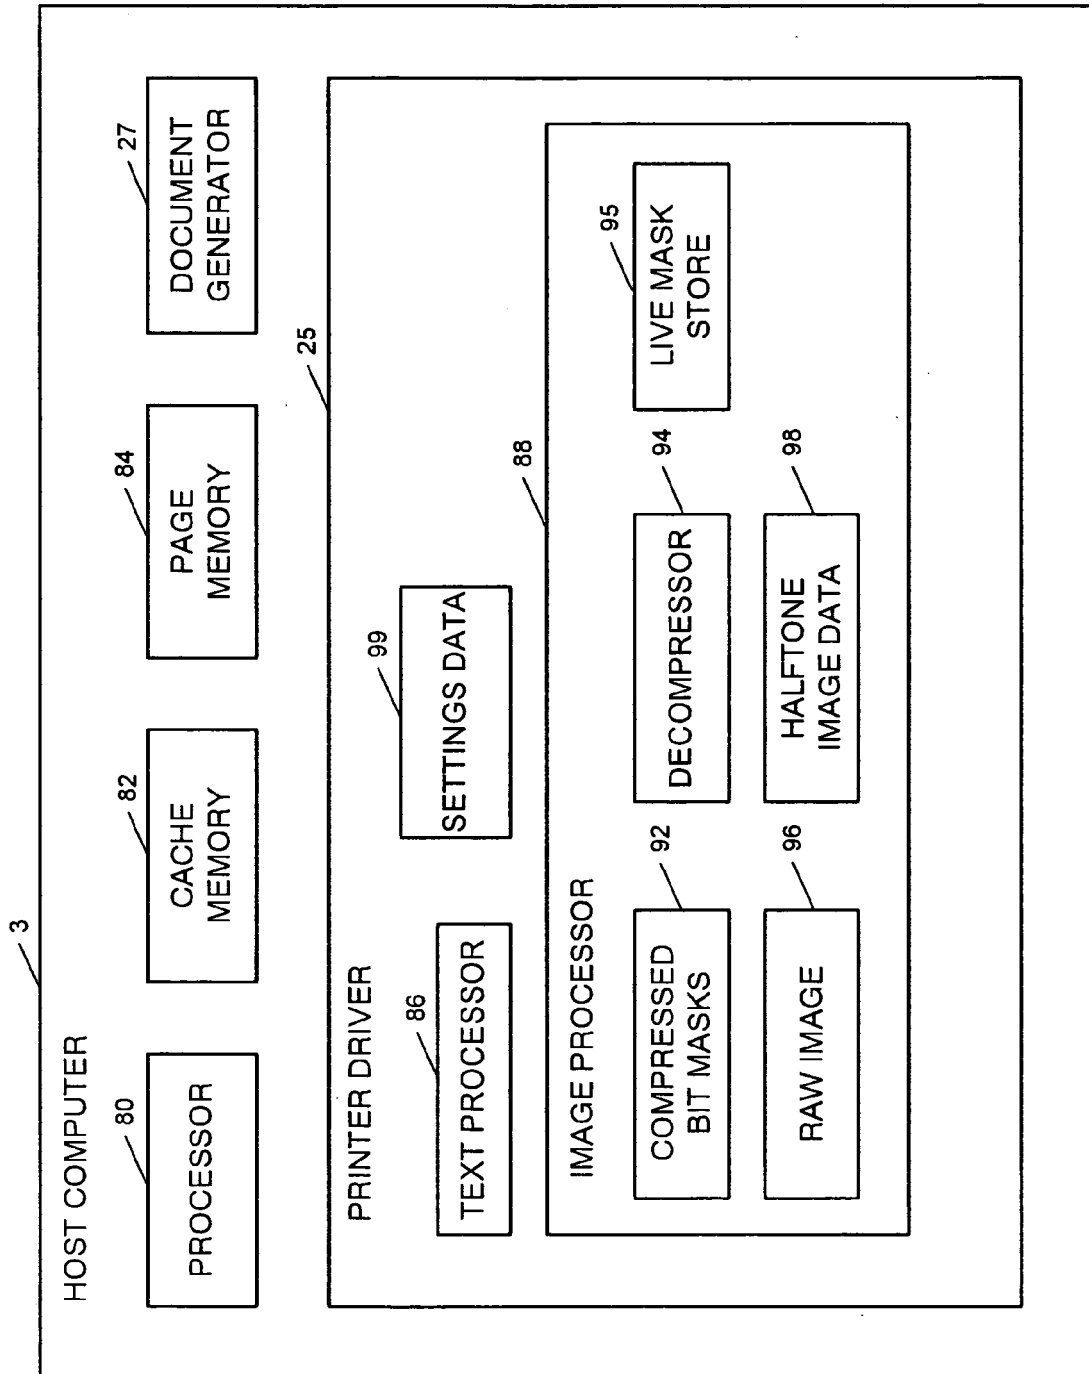 3
HOST COMPUTER
80
PROCESSOR
82
CACHE
MEMORY
84
PAGE
MEMORY
27
DOCUMENT
GENERATOR
25
PRINTER DRIVER
86
TEXT PROCESSOR
99
SETTINGS DATA
88
IMAGE PROCESSOR
92
COMPRESSED
BIT MASKS
94
DECOMPRESSOR
95
LIVE MASK
STORE
96
RAW IMAGE
98
HALFTONE
IMAGE DATA